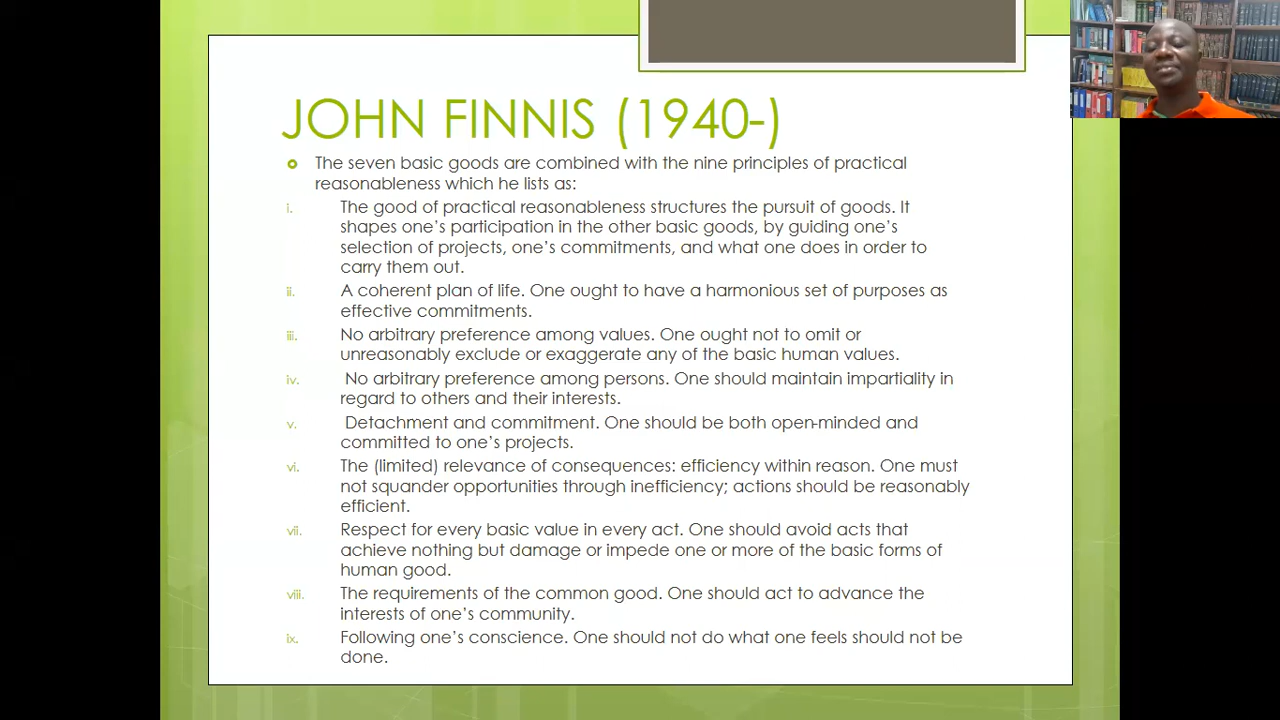 JOHN FINNIS (1940-)
The seven basic goods are combined with the nine principles of practical
reasonableness which he lists as:
i. The good of practical reasonableness structures the pursuit of goods. It
shapes one's participation in the other basic goods, by guiding one's
selection of projects, one's commitments, and what one does in order to
carry them out.
ii. A coherent plan of life. One ought to have a harmonious set of purposes as
effective commitments.
iii. No arbitrary preference among values. One ought not to omit or
unreasonably exclude or exaggerate any of the basic human values.
iv. No arbitrary preference among persons. One should maintain impartiality in
regard to others and their interests.
v. Detachment and commitment. One should be both open-minded and
committed to one's projects.
vi. The (limited) relevance of consequences: efficiency within reason. One must
not squander opportunities through inefficiency; actions should be reasonably
efficient.
vii. Respect for every basic value in every act. One should avoid acts that
achieve nothing but damage or impede one or more of the basic forms of
human good.
viii. The requirements of the common good. One should act to advance the
interests of one's community.
ix. Following one's conscience. One should not do what one feels should not be
done.